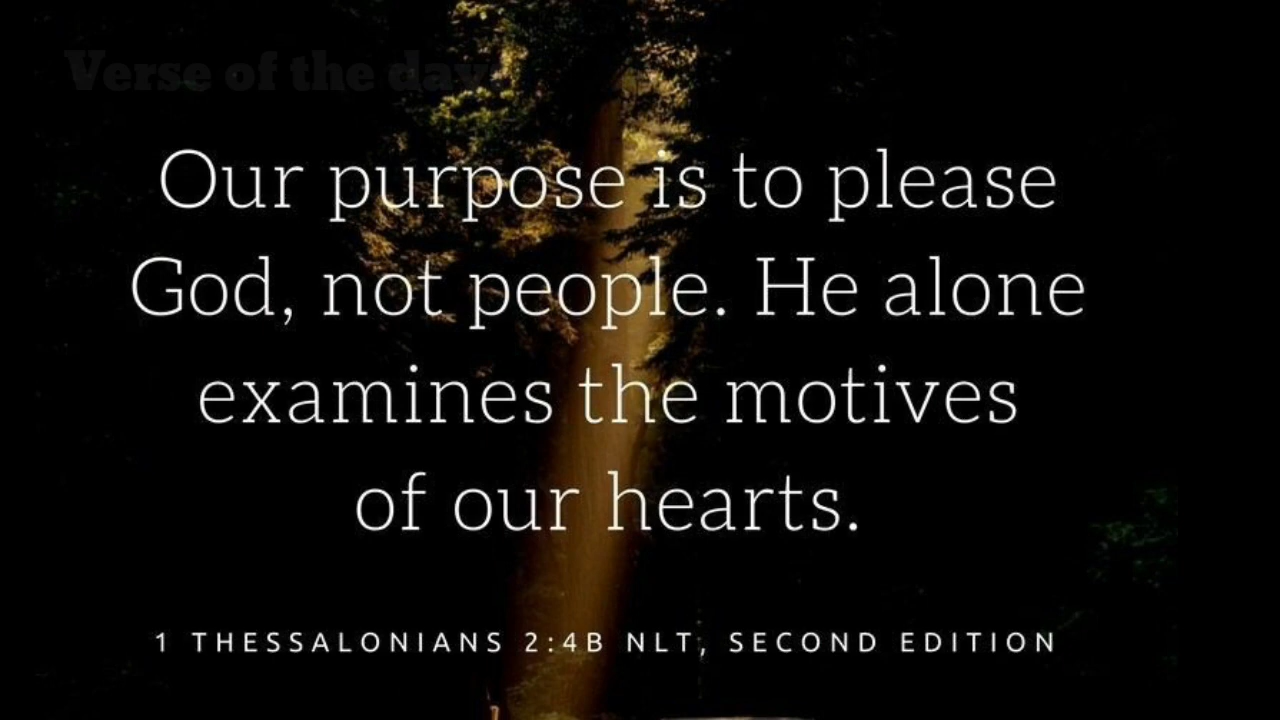 Verse of the day
Our purpose is to please
God, not people. He alone
examines the motives
of our hearts.
1 THESSALONIANS 2:4B NLT, SECOND EDITION